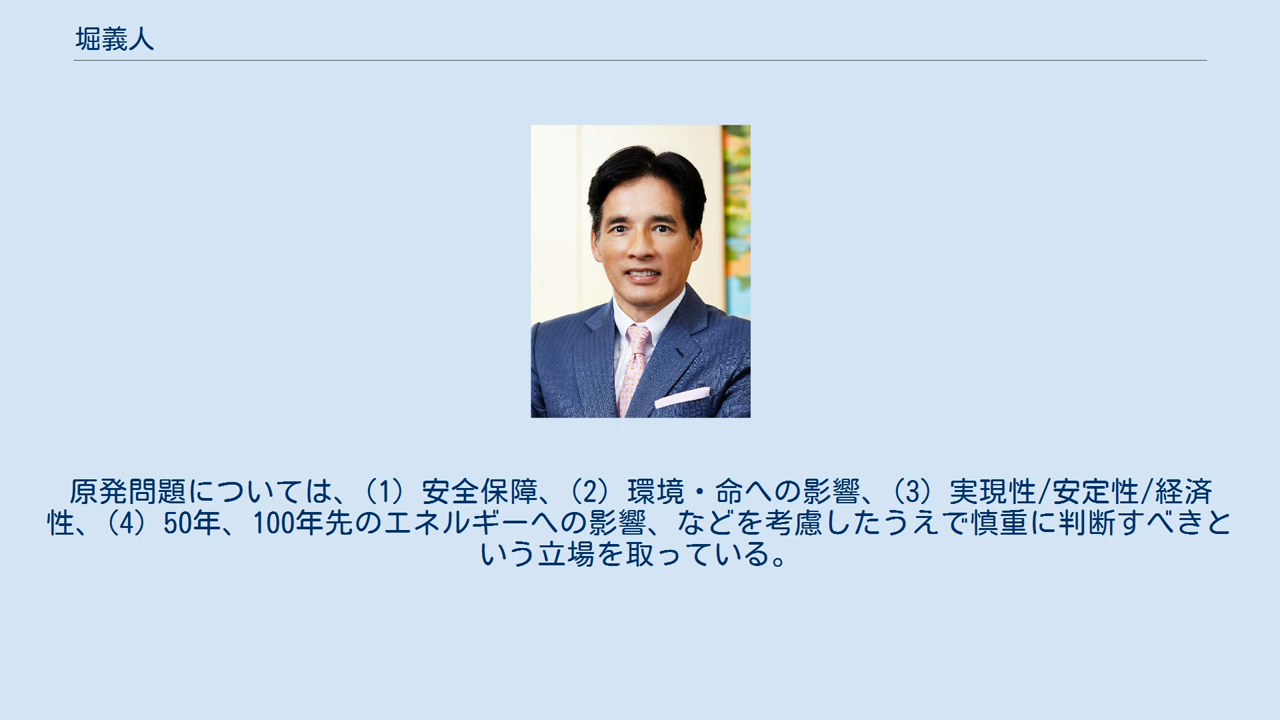 堀義人
原発問題については、（1）安全保障、（2）環境・命への影響、（3）実現性/安定性/経済
性、（4）50年、100年先のエネルギーへの影響、などを考慮したうえで慎重に判断すべきと
いう立場を取っている。